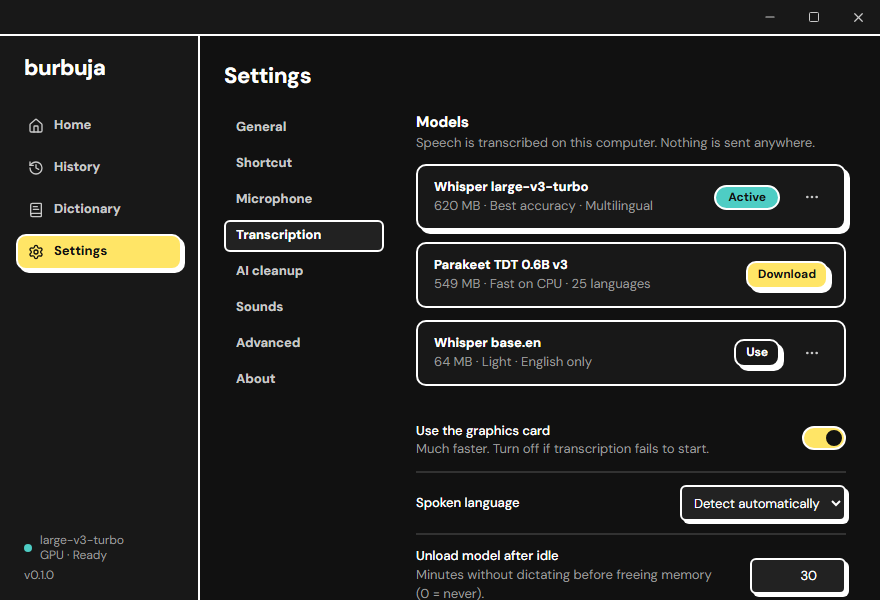 burbuja
Home
History
Dictionary
Settings
large-v3-turbo
GPU · Ready
v0.1.0
Settings
General
Shortcut
Microphone
Transcription
AI cleanup
Sounds
Advanced
About
Models
Speech is transcribed on this computer. Nothing is sent anywhere.
Whisper large-v3-turbo
620 MB · Best accuracy · Multilingual
Active
Parakeet TDT 0.6B v3
549 MB · Fast on CPU · 25 languages
Download
Whisper base.en
64 MB · Light · English only
Use
Use the graphics card
Much faster. Turn off if transcription fails to start.
Spoken language
Detect automatically
Unload model after idle
Minutes without dictating before freeing memory
(0 = never).
30